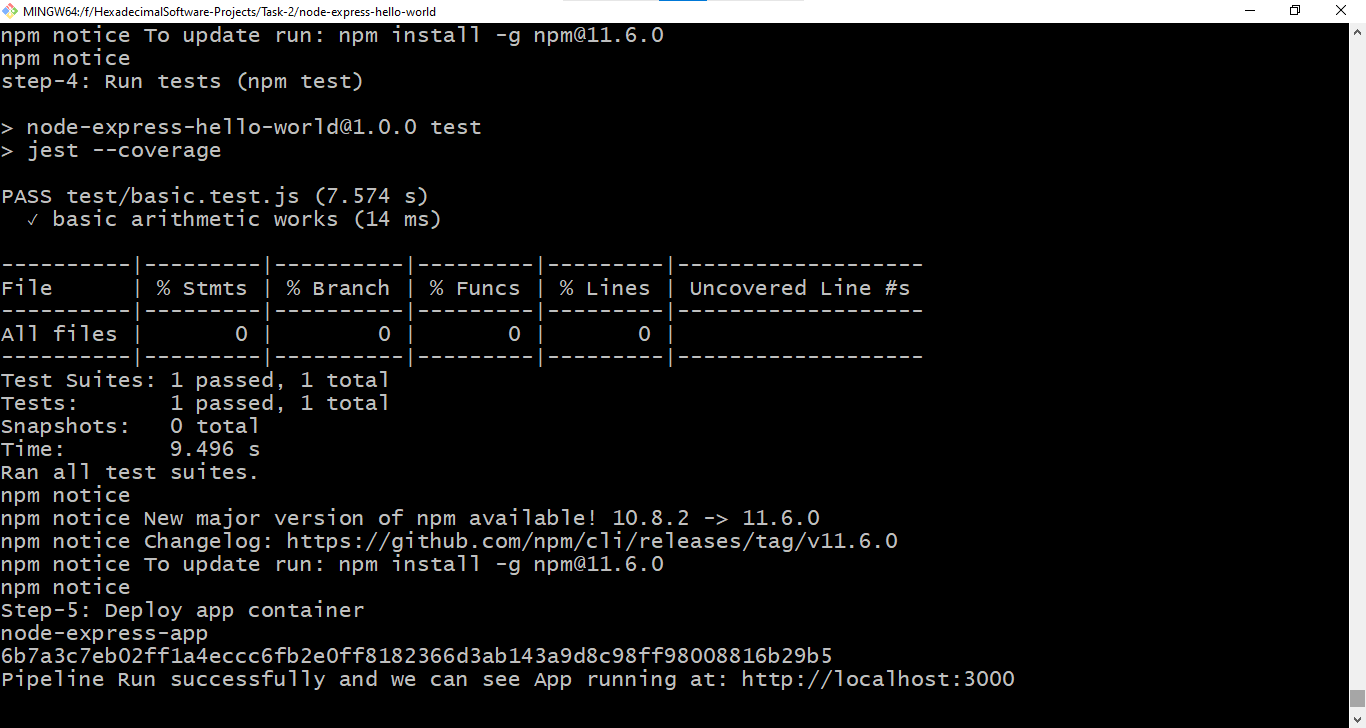 MINGW64:/f/HexadecimalSoftware-Projects/Task-2/node-express-hello-world
npm notice To update run: npm install -g npm@11.6.0
npm notice
step-4: Run tests (npm test)
> node-express-hello-world@1.0.0 test
> jest --coverage
PASS test/basic.test.js (7.574 s)
  ✓ basic arithmetic works (14 ms)
----------|---------|----------|---------|---------|-------------------
File      | % Stmts | % Branch | % Funcs | % Lines | Uncovered Line #s
----------|---------|----------|---------|---------|-------------------
All files |       0 |        0 |       0 |       0 |
----------|---------|----------|---------|---------|-------------------
Test Suites: 1 passed, 1 total
Tests:       1 passed, 1 total
Snapshots:   0 total
Time:        9.496 s
Ran all test suites.
npm notice
npm notice New major version of npm available! 10.8.2 -> 11.6.0
npm notice Changelog: https://github.com/npm/cli/releases/tag/v11.6.0
npm notice To update run: npm install -g npm@11.6.0
npm notice
Step-5: Deploy app container
node-express-app
6b7a3c7eb02ff1a4eccc6fb2e0ff8182366d3ab143a9d8c98ff98008816b29b5
Pipeline Run successfully and we can see App running at: http://localhost:3000